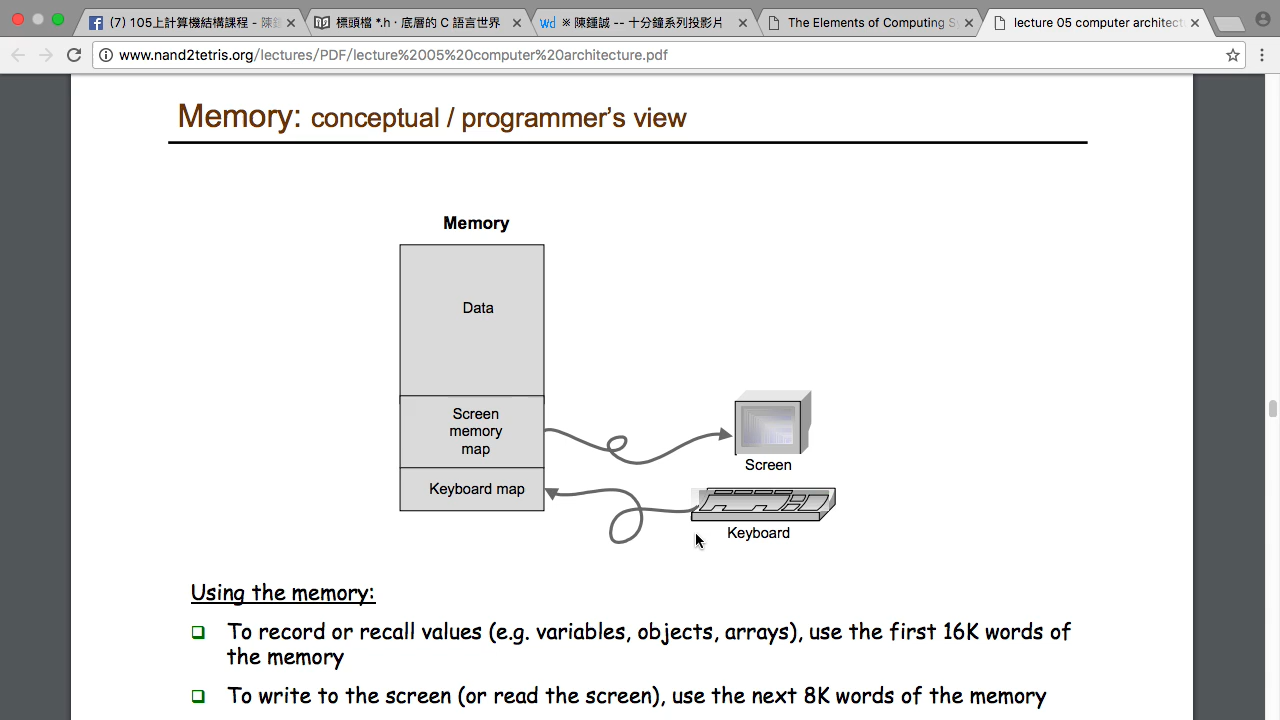 (7) 105上計算機結構課程 - 陳鍾
標頭檔 *.h · 底層的 C 語言世界
Wd ※ 陳鍾誠 -- 十分鐘系列投影片
The Elements of Computing Sy
lecture 05 computer architect
www.nand2tetris.org/lectures/PDF/lecture%2005%20computer%20architecture.pdf
Memory: conceptual / programmer's view
Memory
Data
Screen
memory
map
Keyboard map
Screen
Keyboard
Using the memory:
To record or recall values (e.g. variables, objects, arrays), use the first 16K words of
the memory
To write to the screen (or read the screen), use the next 8K words of the memory